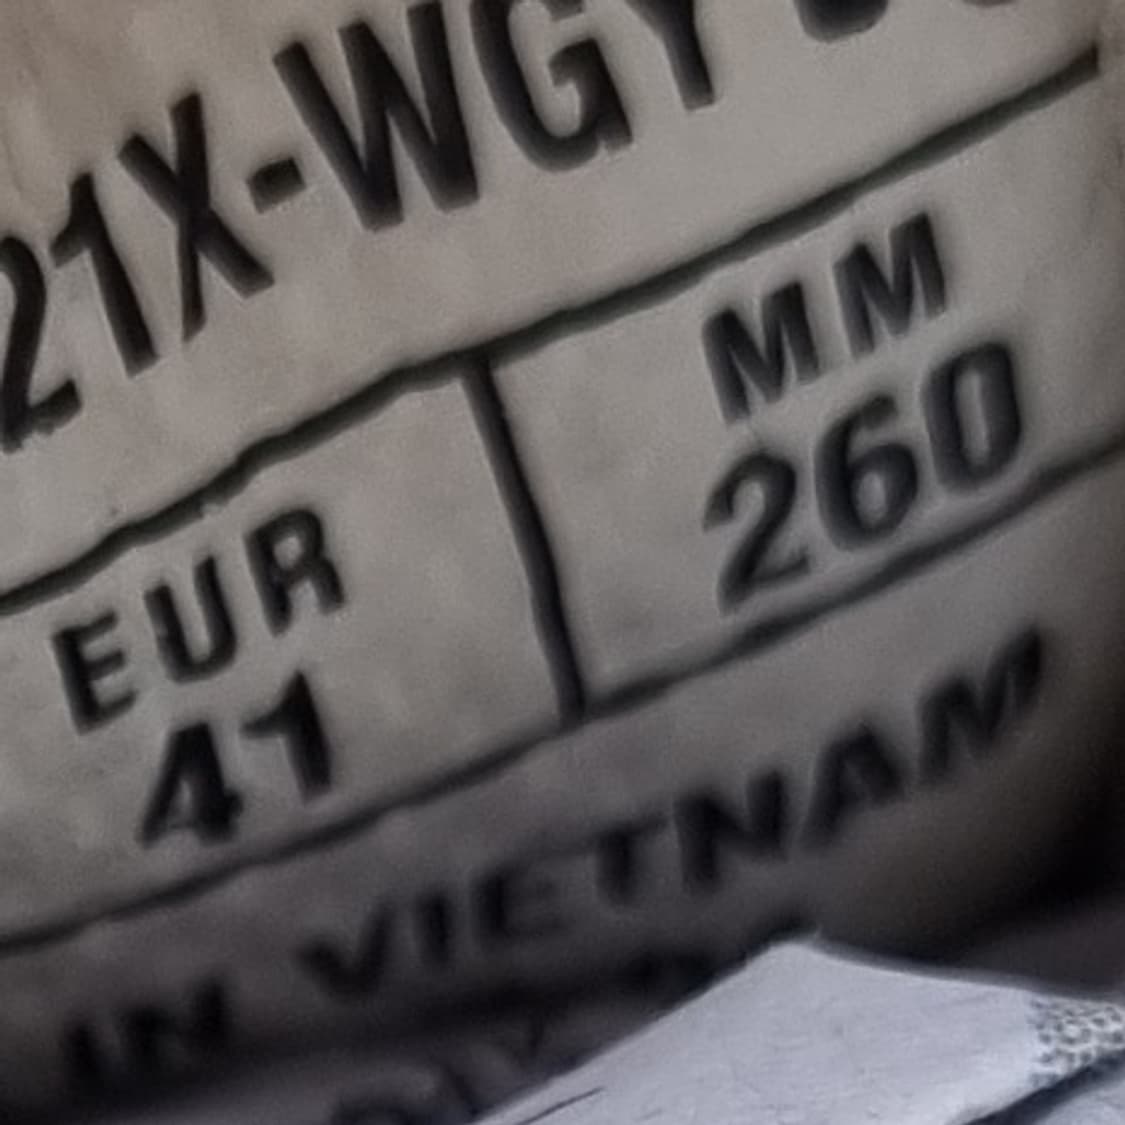 21X-WGY
MM
260
EUR
41
IN VIETNAM